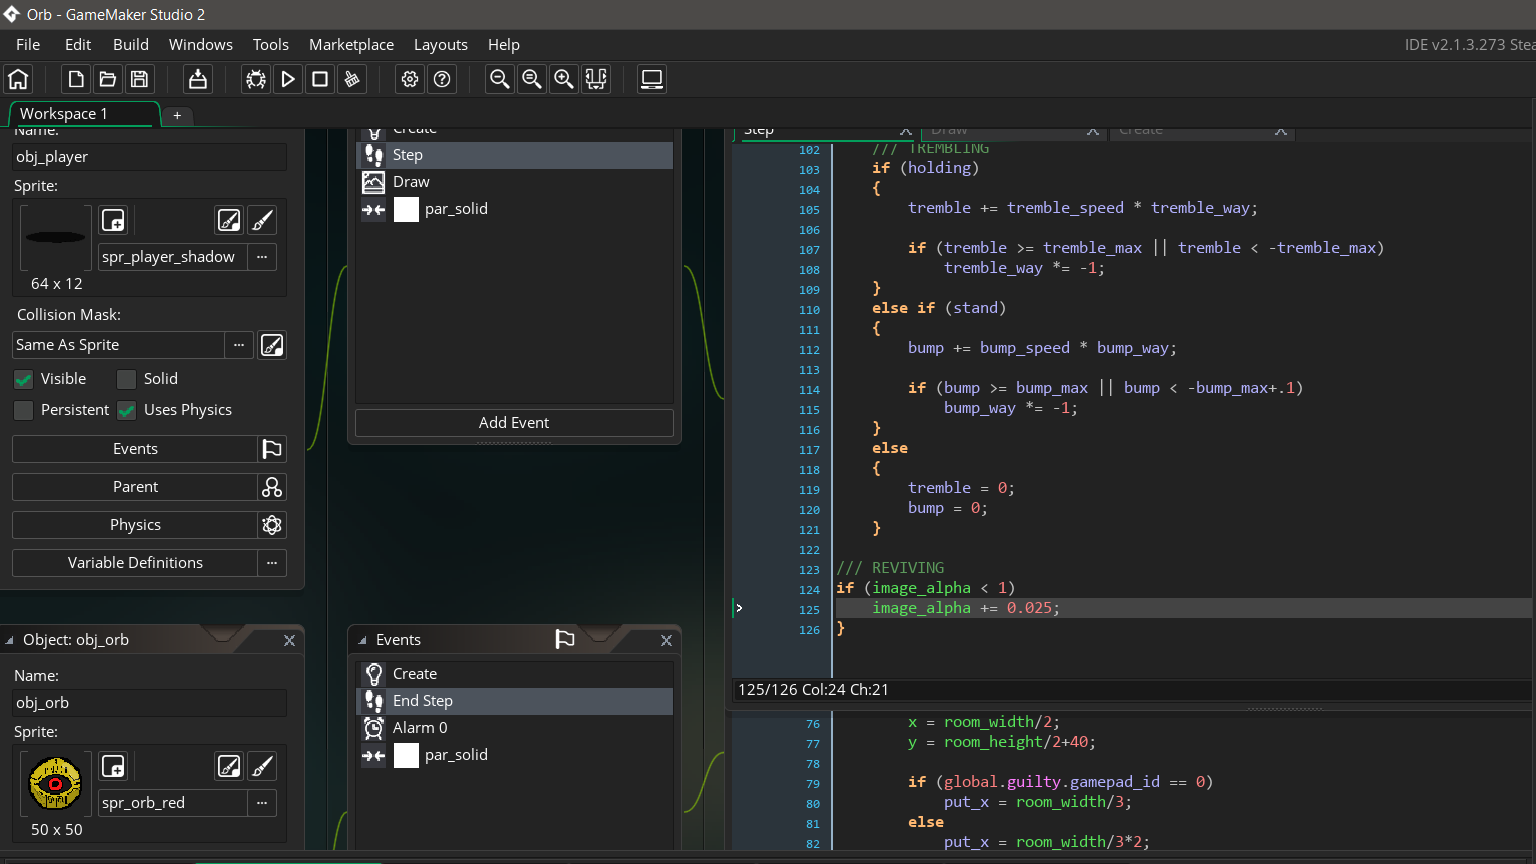 Orb - GameMaker Studio 2
File Edit Build Windows Tools Marketplace Layouts Help
IDE v2.1.3.273 Stea
Workspace 1 +
Name:
obj_player
Sprite:
spr_player_shadow ...
64 x 12
Collision Mask:
Same As Sprite ...
Visible Solid
Persistent Uses Physics
Events
Parent
Physics
Variable Definitions ...
Create
Step
Draw
par_solid
Add Event
Step Draw Create
102 /// TREMBLING
103 if (holding)
104 {
105 tremble += tremble_speed * tremble_way;
106
107 if (tremble >= tremble_max || tremble < -tremble_max)
108 tremble_way *= -1;
109 }
110 else if (stand)
111 {
112 bump += bump_speed * bump_way;
113
114 if (bump >= bump_max || bump < -bump_max+.1)
115 bump_way *= -1;
116 }
117 else
118 {
119 tremble = 0;
120 bump = 0;
121 }
122
123 /// REVIVING
124 if (image_alpha < 1)
125 image_alpha += 0.025;
126 }
125/126 Col:24 Ch:21
Object: obj_orb
Name:
obj_orb
Sprite:
spr_orb_red ...
50 x 50
Events
Create
End Step
Alarm 0
par_solid
76 x = room_width/2;
77 y = room_height/2+40;
78
79 if (global.guilty.gamepad_id == 0)
80 put_x = room_width/3;
81 else
82 put_x = room_width/3*2;